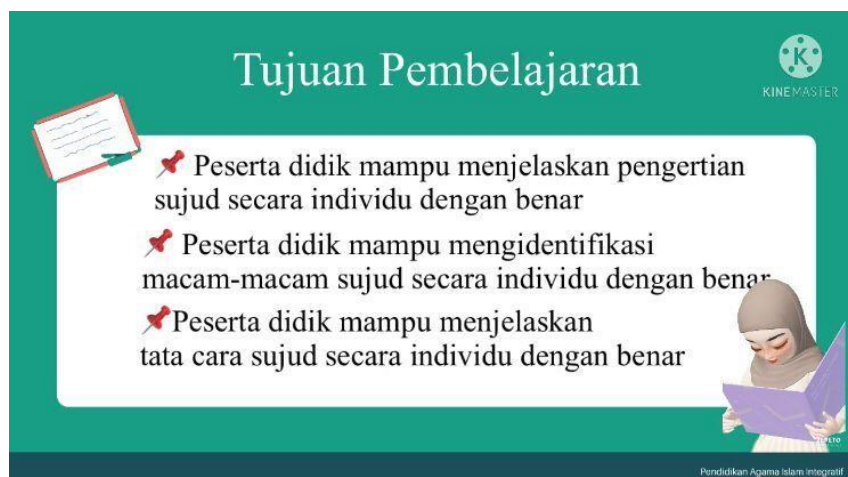 Tujuan Pembelajaran
KINEMASTER
Peserta didik mampu menjelaskan pengertian
sujud secara individu dengan benar
Peserta didik mampu mengidentifikasi
macam-macam sujud secara individu dengan benar
Peserta didik mampu menjelaskan
tata cara sujud secara individu dengan benar
Pendidikan Agama Islam Integratif